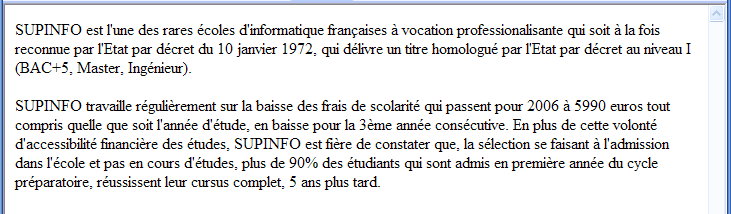 SUPINFO est l'une des rares écoles d'informatique françaises à vocation professionalisante qui soit à la fois
reconnue par l'Etat par décret du 10 janvier 1972, qui délivre un titre homologué par l'Etat par décret au niveau I
(BAC+5, Master, Ingénieur).
SUPINFO travaille régulièrement sur la baisse des frais de scolarité qui passent pour 2006 à 5990 euros tout
compris quelle que soit l'année d'étude, en baisse pour la 3ème année consécutive. En plus de cette volonté
d'accessibilité financière des études, SUPINFO est fière de constater que, la sélection se faisant à l'admission
dans l'école et pas en cours d'études, plus de 90% des étudiants qui sont admis en première année du cycle
préparatoire, réussissent leur cursus complet, 5 ans plus tard.